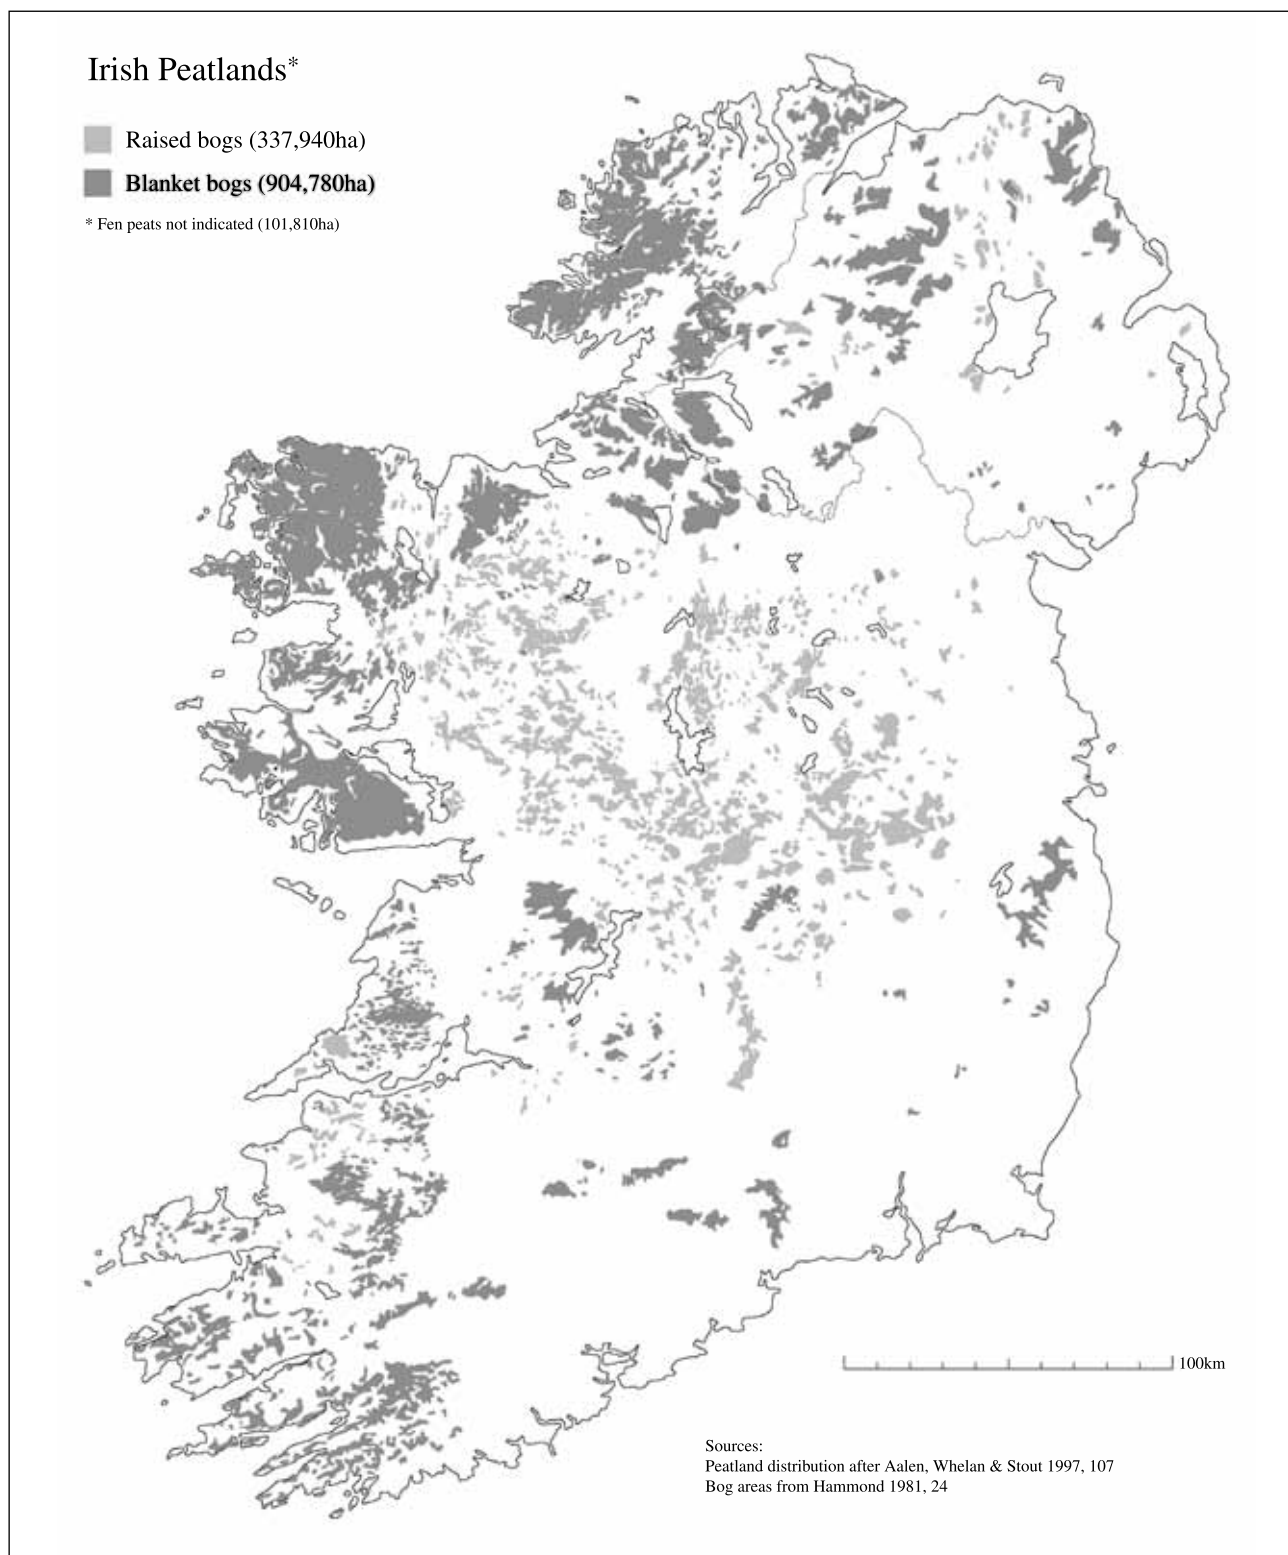 Irish Peatlands*
Raised bogs (337,940ha)
Blanket bogs (904,780ha)
* Fen peats not indicated (101,810ha)
100km
Sources:
Peatland distribution after Aalen, Whelan & Stout 1997, 107
Bog areas from Hammond 1981, 24